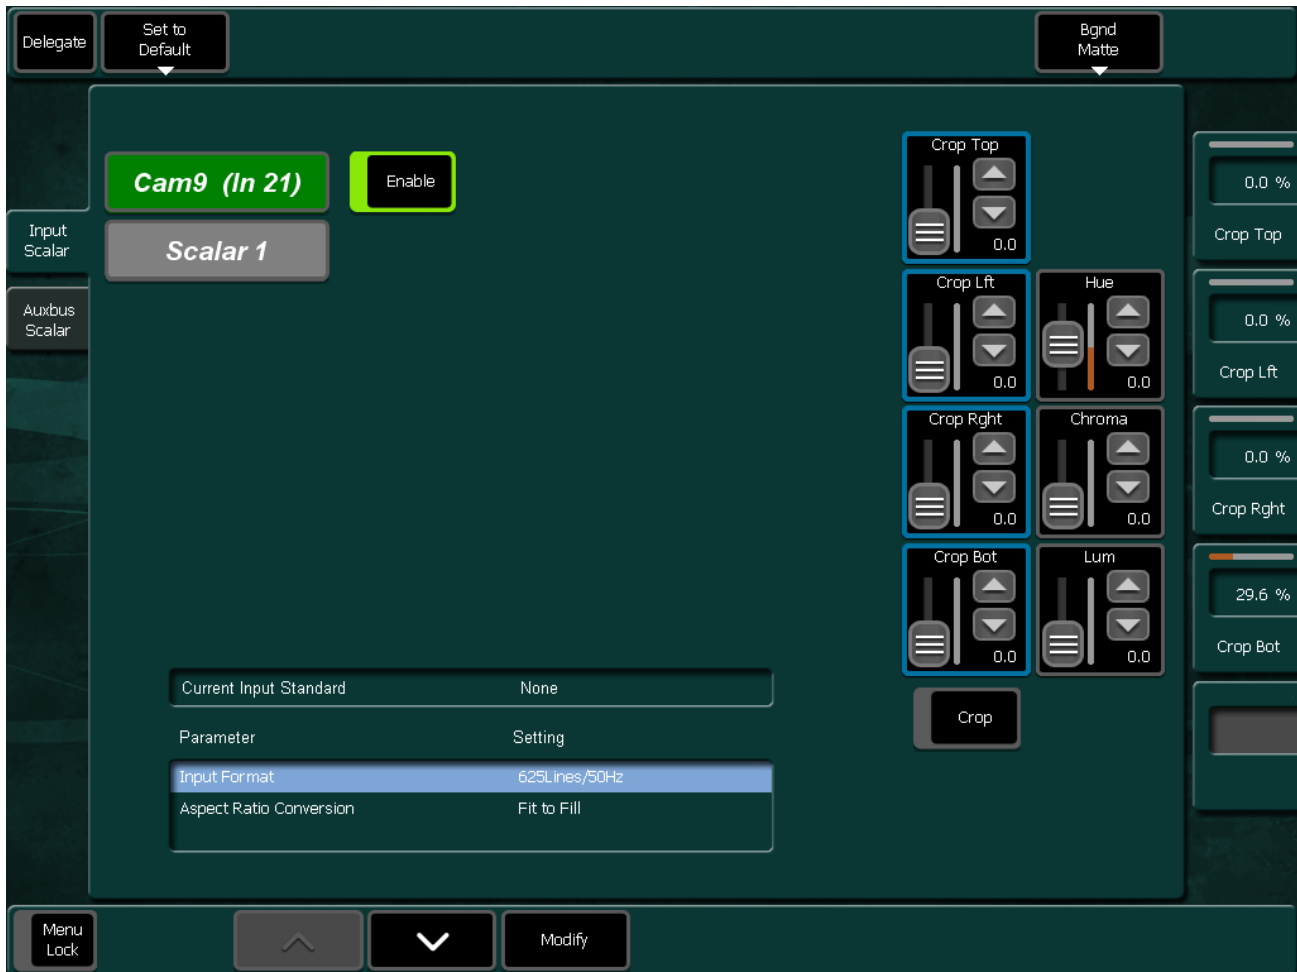 Delegate
Set to
Default
Bgnd
Matte
Cam9 (In 21)
Enable
Scalar 1
Input
Scalar
Auxbus
Scalar
Crop Top
0.0
Crop Lft
0.0
Hue
0.0
Crop Rght
0.0
Chroma
0.0
Crop Bot
0.0
Lum
0.0
Crop
0.0 %
Crop Top
0.0 %
Crop Lft
0.0 %
Crop Rght
29.6 %
Crop Bot
Current Input Standard None
Parameter Setting
Input Format 625Lines/50Hz
Aspect Ratio Conversion Fit to Fill
Menu
Lock
Modify